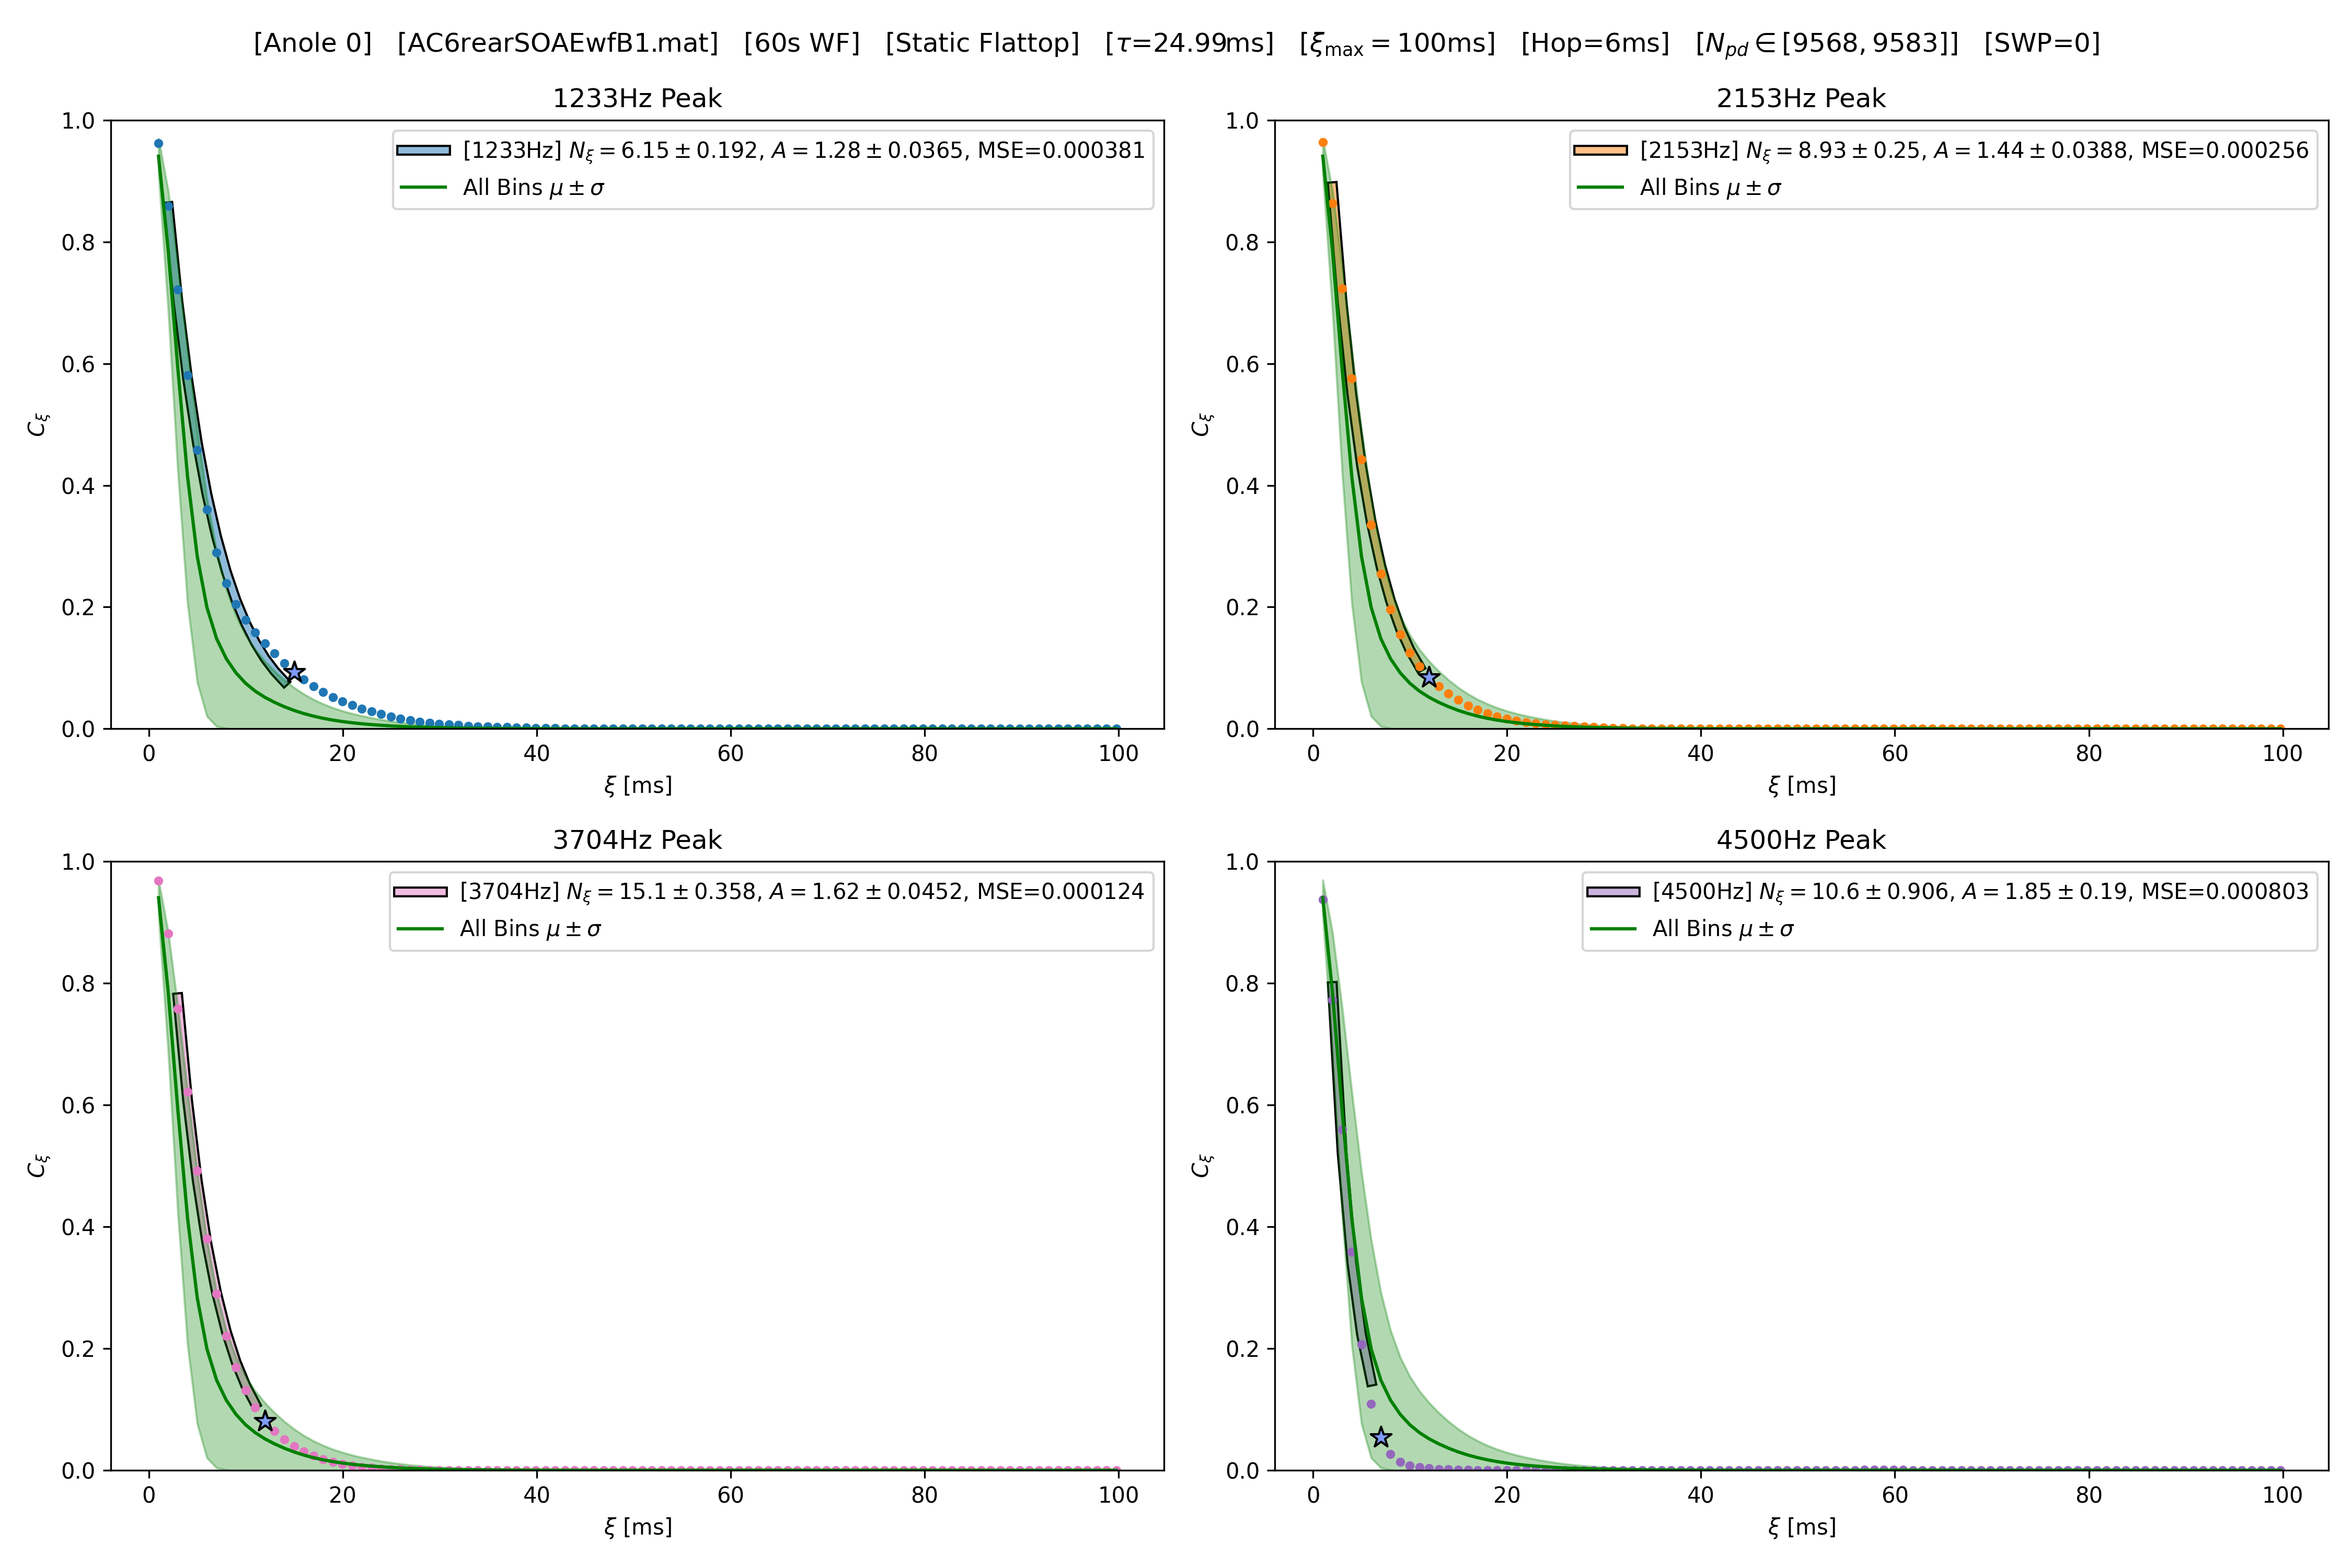 [Anole 0] [AC6rearSOAEwfB1.mat] [60s WF] [Static Flattop] [τ=24.99ms] [ξmax = 100ms] [Hop=6ms] [Npd ∈ [9568, 9583]] [SWP=0]
1233Hz Peak
1.0
0.8
0.6
0.4
0.2
0.0
Cξ
[1233Hz] Nξ = 6.15 ± 0.192, A = 1.28 ± 0.0365, MSE=0.000381
All Bins μ ± σ
0 20 40 60 80 100
ξ [ms]
2153Hz Peak
1.0
0.8
0.6
0.4
0.2
0.0
Cξ
[2153Hz] Nξ = 8.93 ± 0.25, A = 1.44 ± 0.0388, MSE=0.000256
All Bins μ ± σ
0 20 40 60 80 100
ξ [ms]
3704Hz Peak
1.0
0.8
0.6
0.4
0.2
0.0
Cξ
[3704Hz] Nξ = 15.1 ± 0.358, A = 1.62 ± 0.0452, MSE=0.000124
All Bins μ ± σ
0 20 40 60 80 100
ξ [ms]
4500Hz Peak
1.0
0.8
0.6
0.4
0.2
0.0
Cξ
[4500Hz] Nξ = 10.6 ± 0.906, A = 1.85 ± 0.19, MSE=0.000803
All Bins μ ± σ
0 20 40 60 80 100
ξ [ms]